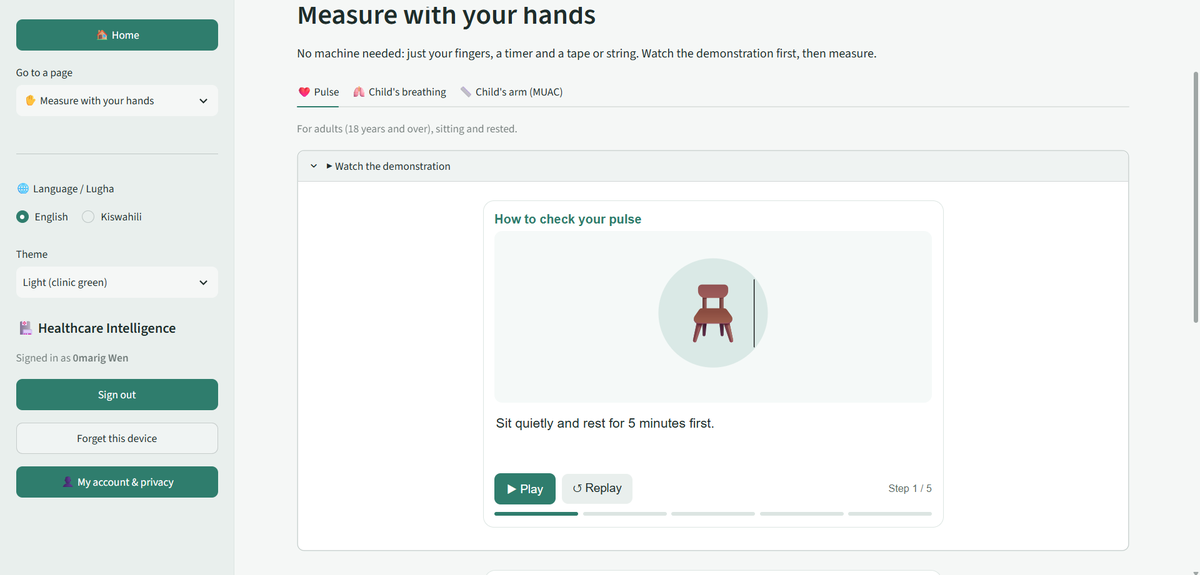 Home
Go to a page
Measure with your hands
Language / Lugha
English
Kiswahili
Theme
Light (clinic green)
Healthcare Intelligence
Signed in as 0marig Wen
Sign out
Forget this device
My account & privacy
Measure with your hands
No machine needed: just your fingers, a timer and a tape or string. Watch the demonstration first, then measure.
Pulse
Child's breathing
Child's arm (MUAC)
For adults (18 years and over), sitting and rested.
Watch the demonstration
How to check your pulse
Sit quietly and rest for 5 minutes first.
Play
Replay
Step 1 / 5